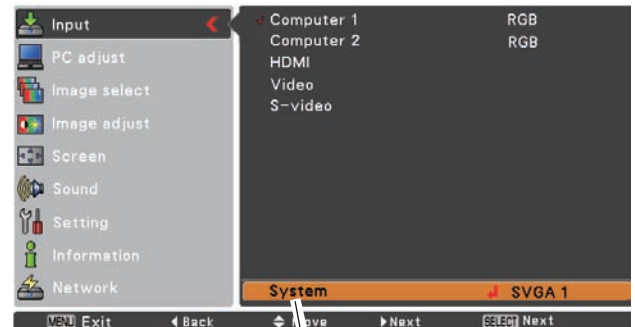 Input
PC adjust
Image select
Image adjust
Screen
Sound
Setting
Information
Network
Computer 1 RGB
Computer 2 RGB
HDMI
Video
S-video
System SVGA 1
MENU Exit Back Move Next SELECT Next